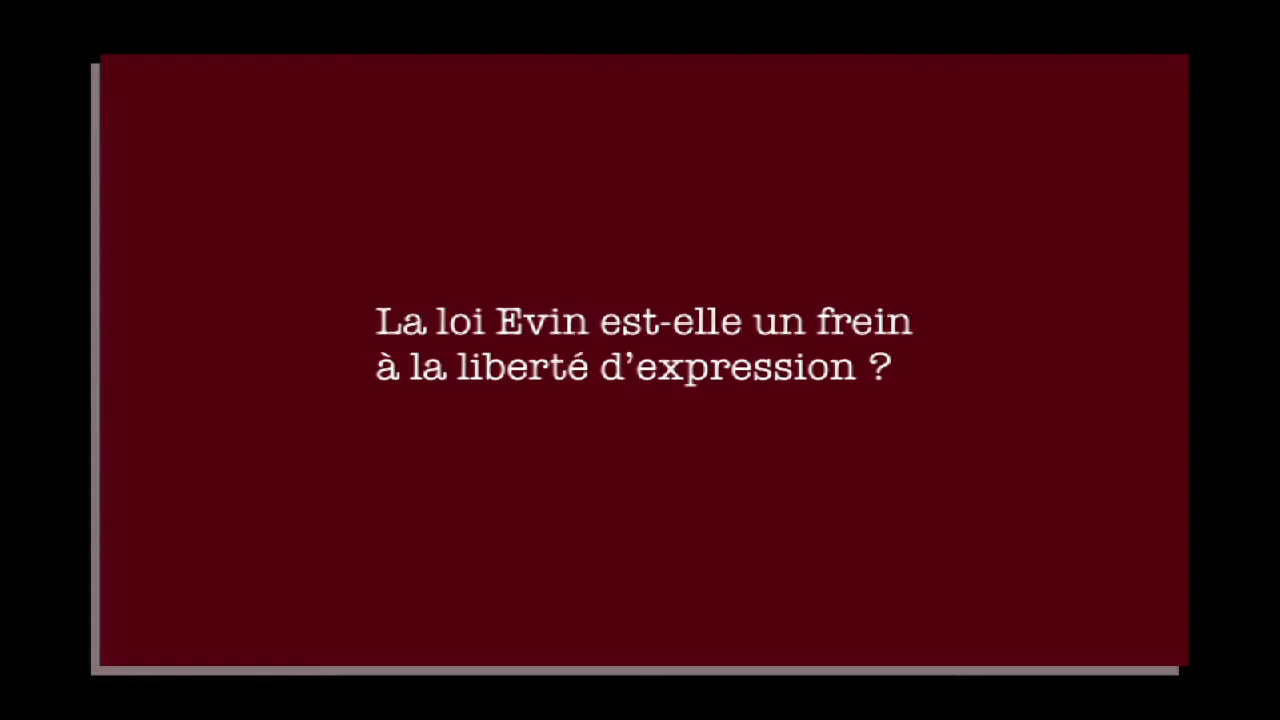 La loi Evin est-elle un frein
à la liberté d’expression ?